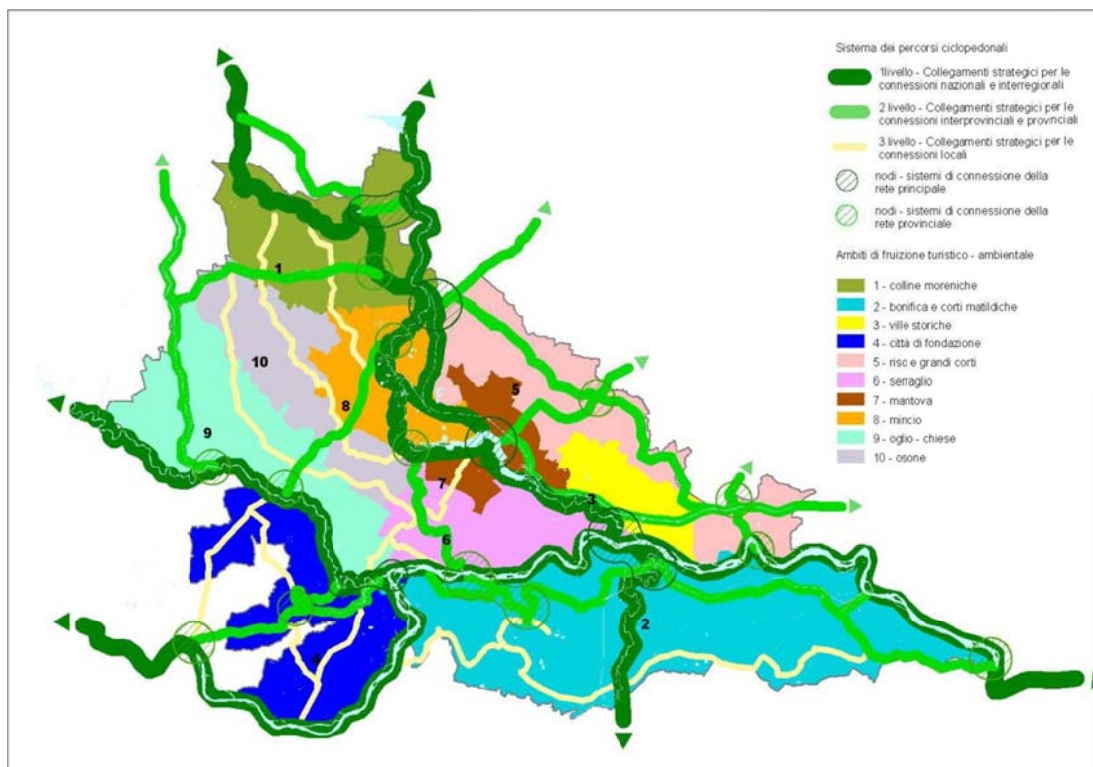 Sistema dei percorsi ciclopedonali
1livello - Collegamenti strategici per le
connessioni nazionali e interregionali
2 livello - Collegamenti strategici per le
connessioni interprovinciali e provinciali
3 livello - Collegamenti strategici per le
connessioni locali
nodi - sistemi di connessione della
rete principale
nodi - sistemi di connessione della
rete provinciale
Ambiti di fruizione turistico - ambientale
1 - colline moreniche
2 - bonifica e corti matildiche
3 - ville storiche
4 - città di fondazione
5 - riso e grandi corti
6 - serraglio
7 - mantova
8 - mincio
9 - oglio - chiese
10 - osone
1
10
5
8
9
7
3
6
2
4